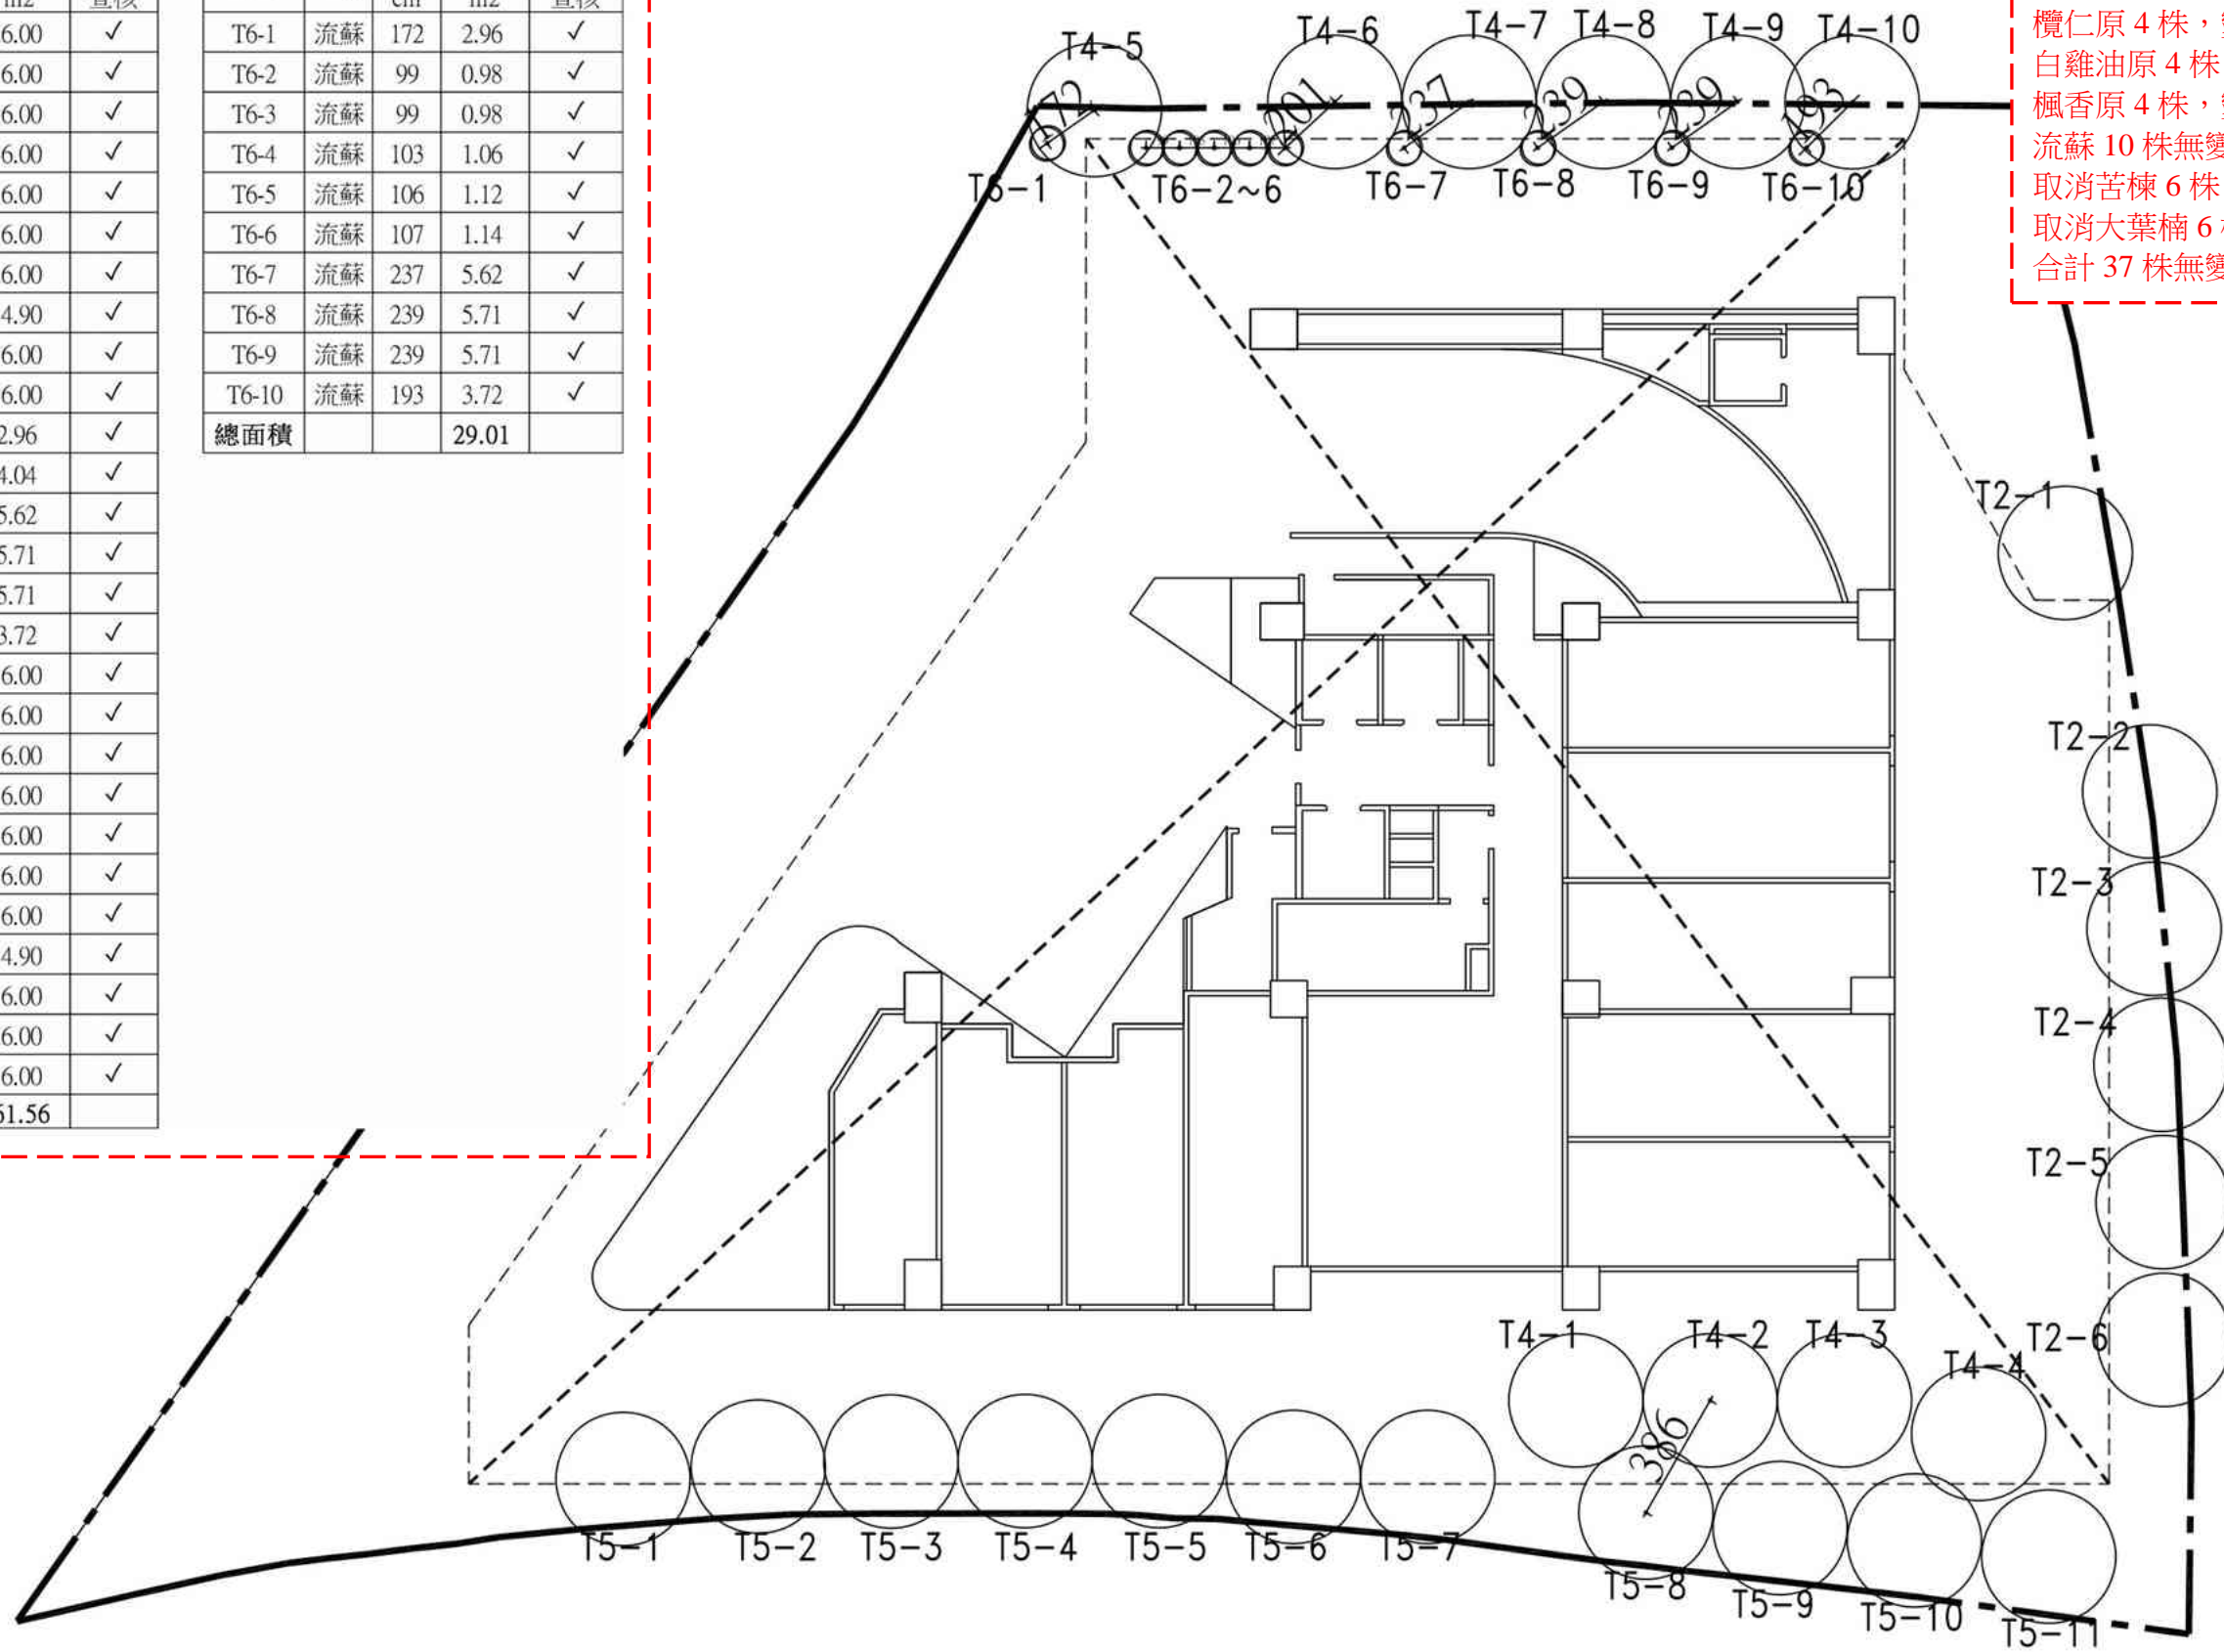 6.00 ✓
6.00 ✓
6.00 ✓
6.00 ✓
6.00 ✓
6.00 ✓
6.00 ✓
4.90 ✓
6.00 ✓
6.00 ✓
2.96 ✓
4.04 ✓
5.62 ✓
5.71 ✓
5.71 ✓
3.72 ✓
6.00 ✓
6.00 ✓
6.00 ✓
6.00 ✓
6.00 ✓
6.00 ✓
6.00 ✓
4.90 ✓
6.00 ✓
6.00 ✓
6.00 ✓
61.56
cm m2 查核
T6-1 流蘇 172 2.96 ✓
T6-2 流蘇 99 0.98 ✓
T6-3 流蘇 99 0.98 ✓
T6-4 流蘇 103 1.06 ✓
T6-5 流蘇 106 1.12 ✓
T6-6 流蘇 107 1.14 ✓
T6-7 流蘇 237 5.62 ✓
T6-8 流蘇 239 5.71 ✓
T6-9 流蘇 239 5.71 ✓
T6-10 流蘇 193 3.72 ✓
總面積 29.01
T4-5
T4-6
T4-7
T4-8
T4-9
T4-10
172
201
237
239
239
193
T6-1
T6-2~6
T6-7
T6-8
T6-9
T6-10
欖仁原 4 株，
白雞油原 4 株
楓香原 4 株，
流蘇 10 株無變
取消苦楝 6 株
取消大葉楠 6
合計 37 株無變
T2-1
T2-2
T2-3
T2-4
T2-5
T2-6
T4-1
T4-2
T4-3
T4-4
386
T5-1
T5-2
T5-3
T5-4
T5-5
T5-6
T5-7
T5-8
T5-9
T5-10
T5-11